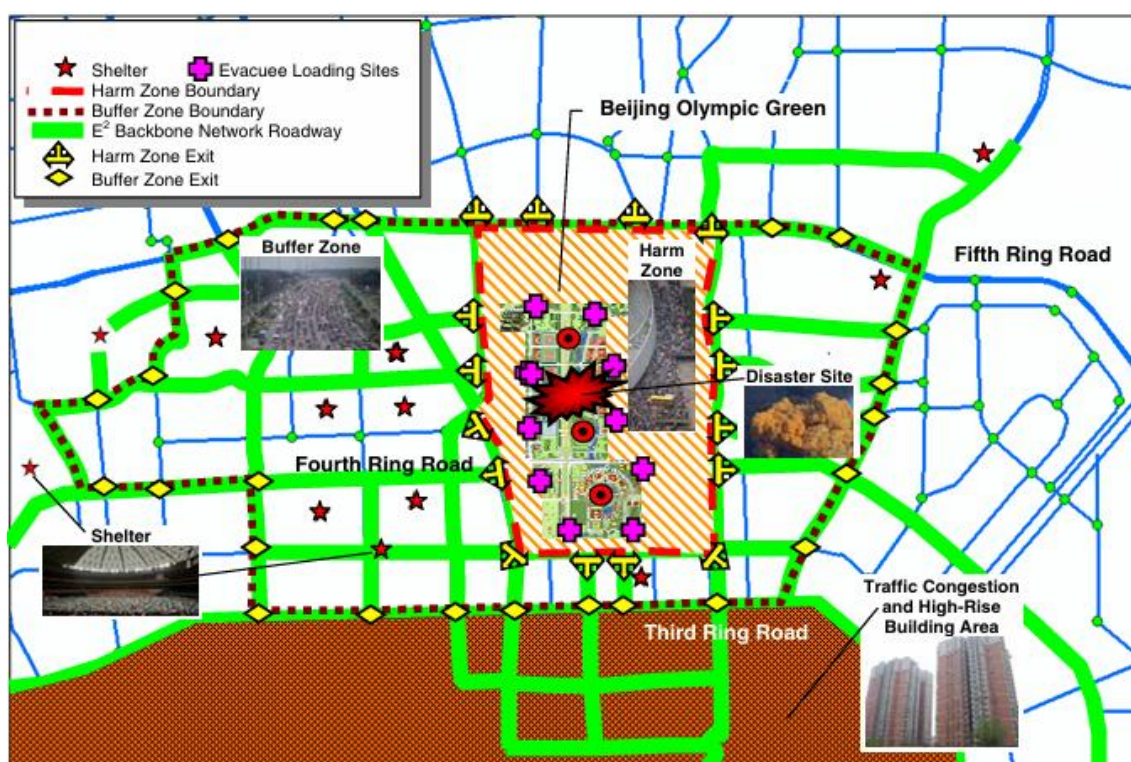 Shelter
Evacuee Loading Sites
Harm Zone Boundary
Buffer Zone Boundary
E² Backbone Network Roadway
Harm Zone Exit
Buffer Zone Exit
Beijing Olympic Green
Buffer Zone
Harm
Zone
Fifth Ring Road
Disaster Site
Fourth Ring Road
Shelter
Traffic Congestion
and High-Rise
Building Area
Third Ring Road